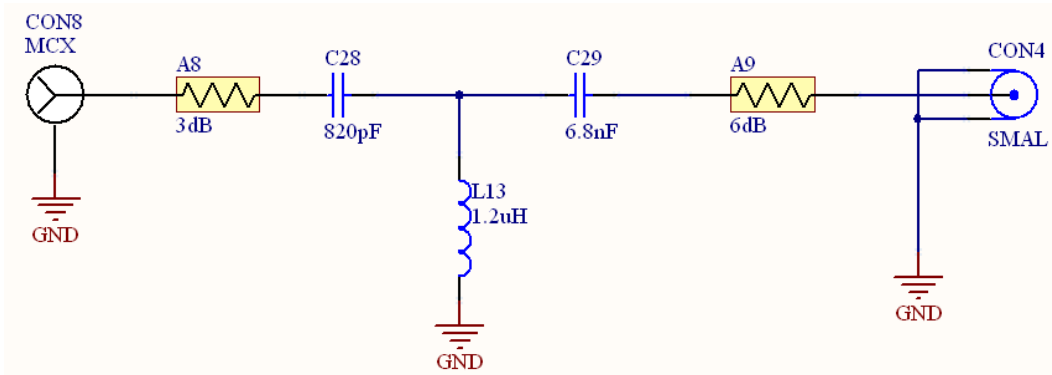 CON8
MCX
A8
3dB
C28
820pF
C29
6.8nF
A9
6dB
CON4
SMAL
L13
1.2uH
GND
GND
GND